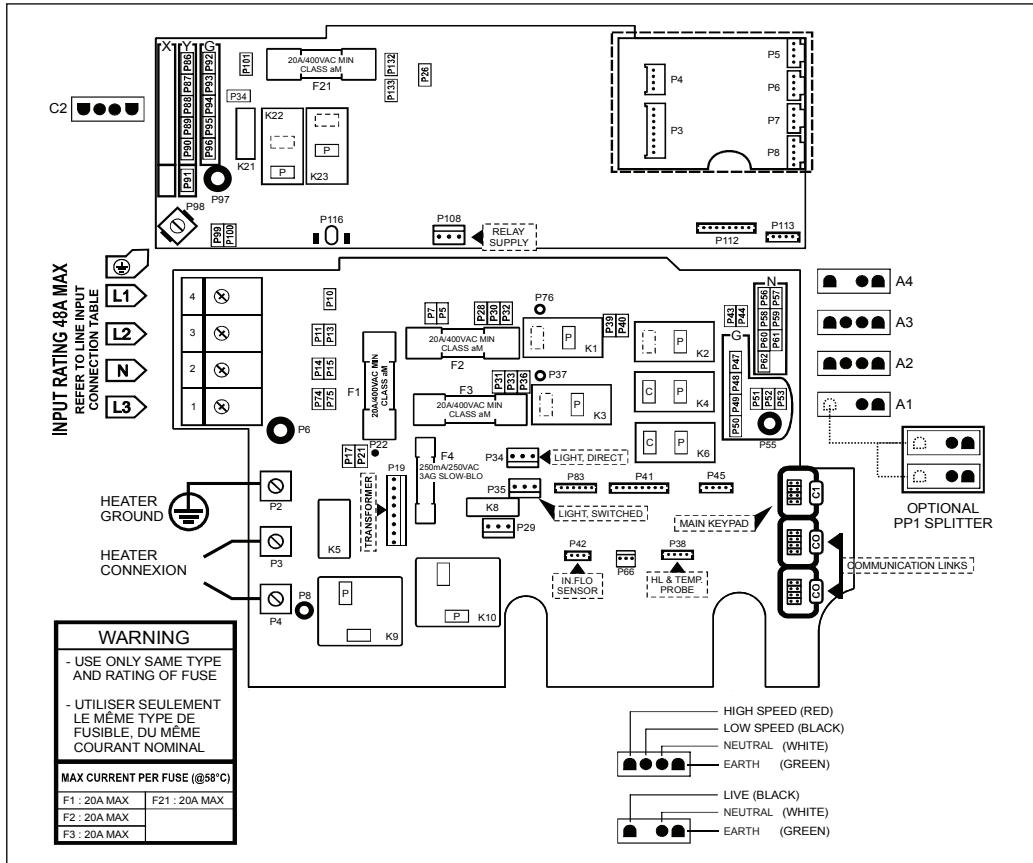 X
Y
G
P86
P87
P88
P89
P90
P91
P92
P93
P94
P95
P96
P97
P98
P99
P100
P101
P34
20A/400VAC MIN
CLASS aM
F21
P132
P133
P26
K21
K22
P
K23
P
C2
P116
P108
RELAY
SUPPLY
P4
P3
P5
P6
P7
P8
P112
P113
INPUT RATING 48A MAX
REFER TO LINE INPUT
CONNECTION TABLE
L1
L2
N
L3
4
3
2
1
P6
P10
P11
P13
P14
P15
P74
P75
P17
P21
P22
F1
20A/400VAC MIN
CLASS aM
P7
P5
P28
P30
P32
20A/400VAC MIN
CLASS aM
F2
P31
P33
P36
F3
20A/400VAC MIN
CLASS aM
P76
P
K1
P39
P40
P37
P
K3
P
K2
C
P
K4
C
P
K6
P43
P44
N
P56
P57
P58
P59
P60
P61
P62
G
P47
P48
P49
P50
P51
P52
P53
P55
F4
250mA/250VAC
3AG SLOW-BLO
P19
TRANSFORMER
P34
LIGHT, DIRECT
P35
LIGHT, SWITCHED
K8
P29
P83
P41
P45
MAIN KEYPAD
C1
CO
CO
COMMUNICATION LINKS
P42
IN.FLO
SENSOR
P66
P38
HL & TEMP.
PROBE
A4
A3
A2
A1
OPTIONAL
PP1 SPLITTER
HEATER
GROUND
P2
HEATER
CONNEXION
P3
P4
P8
K5
P
K9
P
K10
WARNING
- USE ONLY SAME TYPE
AND RATING OF FUSE
- UTILISER SEULEMENT
LE MÊME TYPE DE
FUSIBLE, DU MÊME
COURANT NOMINAL
MAX CURRENT PER FUSE (@58°C)
F1 : 20A MAX
F21 : 20A MAX
F2 : 20A MAX
F3 : 20A MAX
HIGH SPEED (RED)
LOW SPEED (BLACK)
NEUTRAL (WHITE)
EARTH (GREEN)
LIVE (BLACK)
NEUTRAL (WHITE)
EARTH (GREEN)